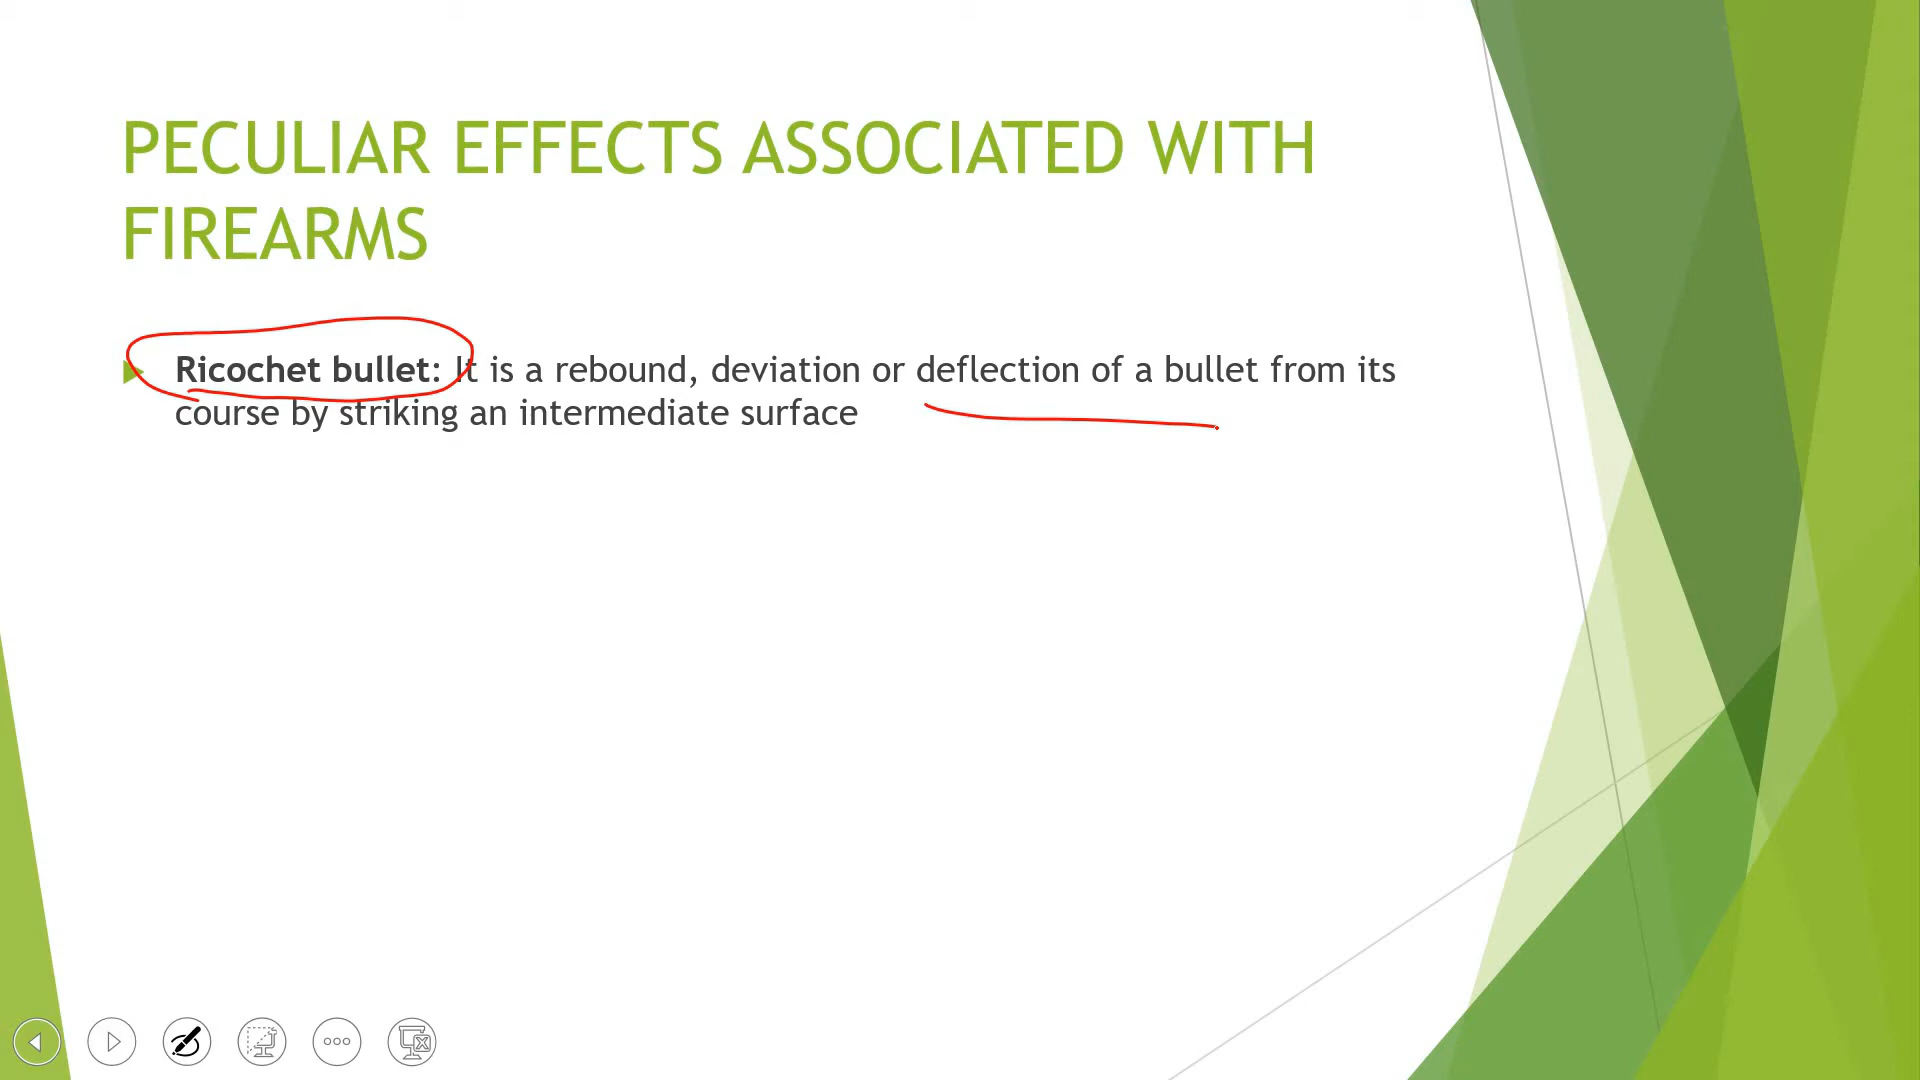 PECULIAR EFFECTS ASSOCIATED WITH
FIREARMS
Ricochet bullet: It is a rebound, deviation or deflection of a bullet from its
course by striking an intermediate surface